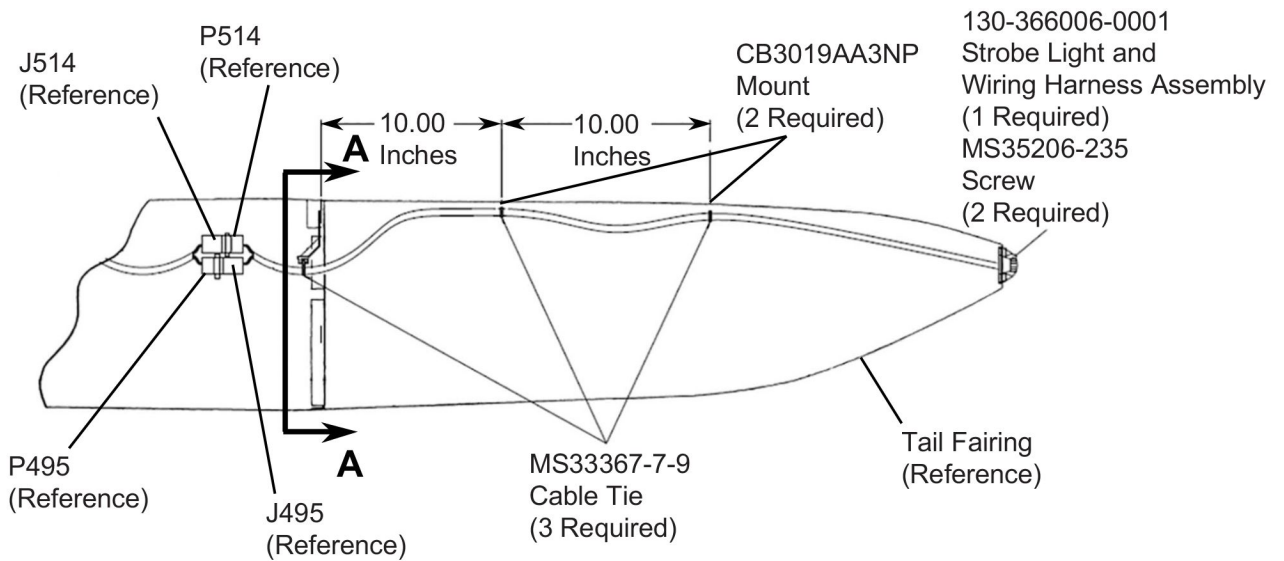 J514
(Reference)
P514
(Reference)
10.00
Inches
10.00
Inches
CB3019AA3NP
Mount
(2 Required)
130-366006-0001
Strobe Light and
Wiring Harness Assembly
(1 Required)
MS35206-235
Screw
(2 Required)
A
A
P495
(Reference)
J495
(Reference)
MS33367-7-9
Cable Tie
(3 Required)
Tail Fairing
(Reference)